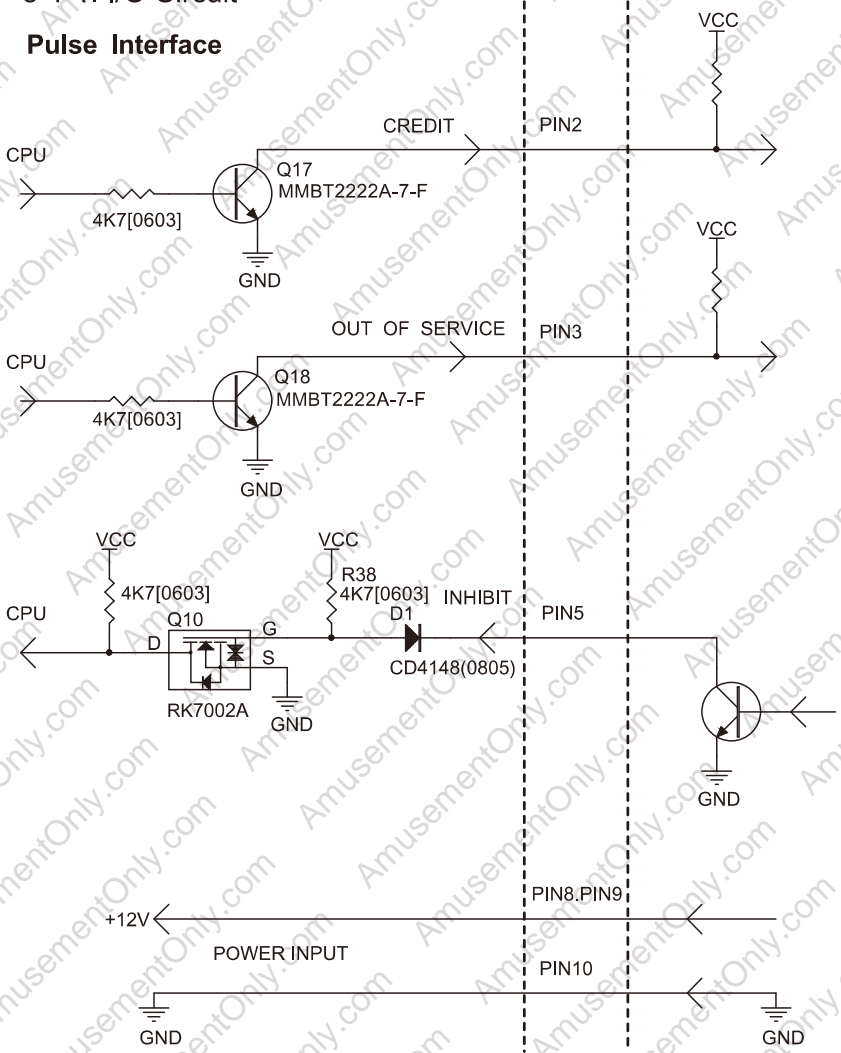 Pulse Interface
VCC
CREDIT
PIN2
CPU
Q17
MMBT2222A-7-F
4K7[0603]
GND
VCC
OUT OF SERVICE
PIN3
CPU
Q18
MMBT2222A-7-F
4K7[0603]
GND
VCC
VCC
R38
4K7[0603]
4K7[0603]
INHIBIT
PIN5
CPU
Q10
D1
D
G
S
CD4148(0805)
RK7002A
GND
GND
PIN8.PIN9
+12V
POWER INPUT
PIN10
GND
GND
AmusementOnly.com